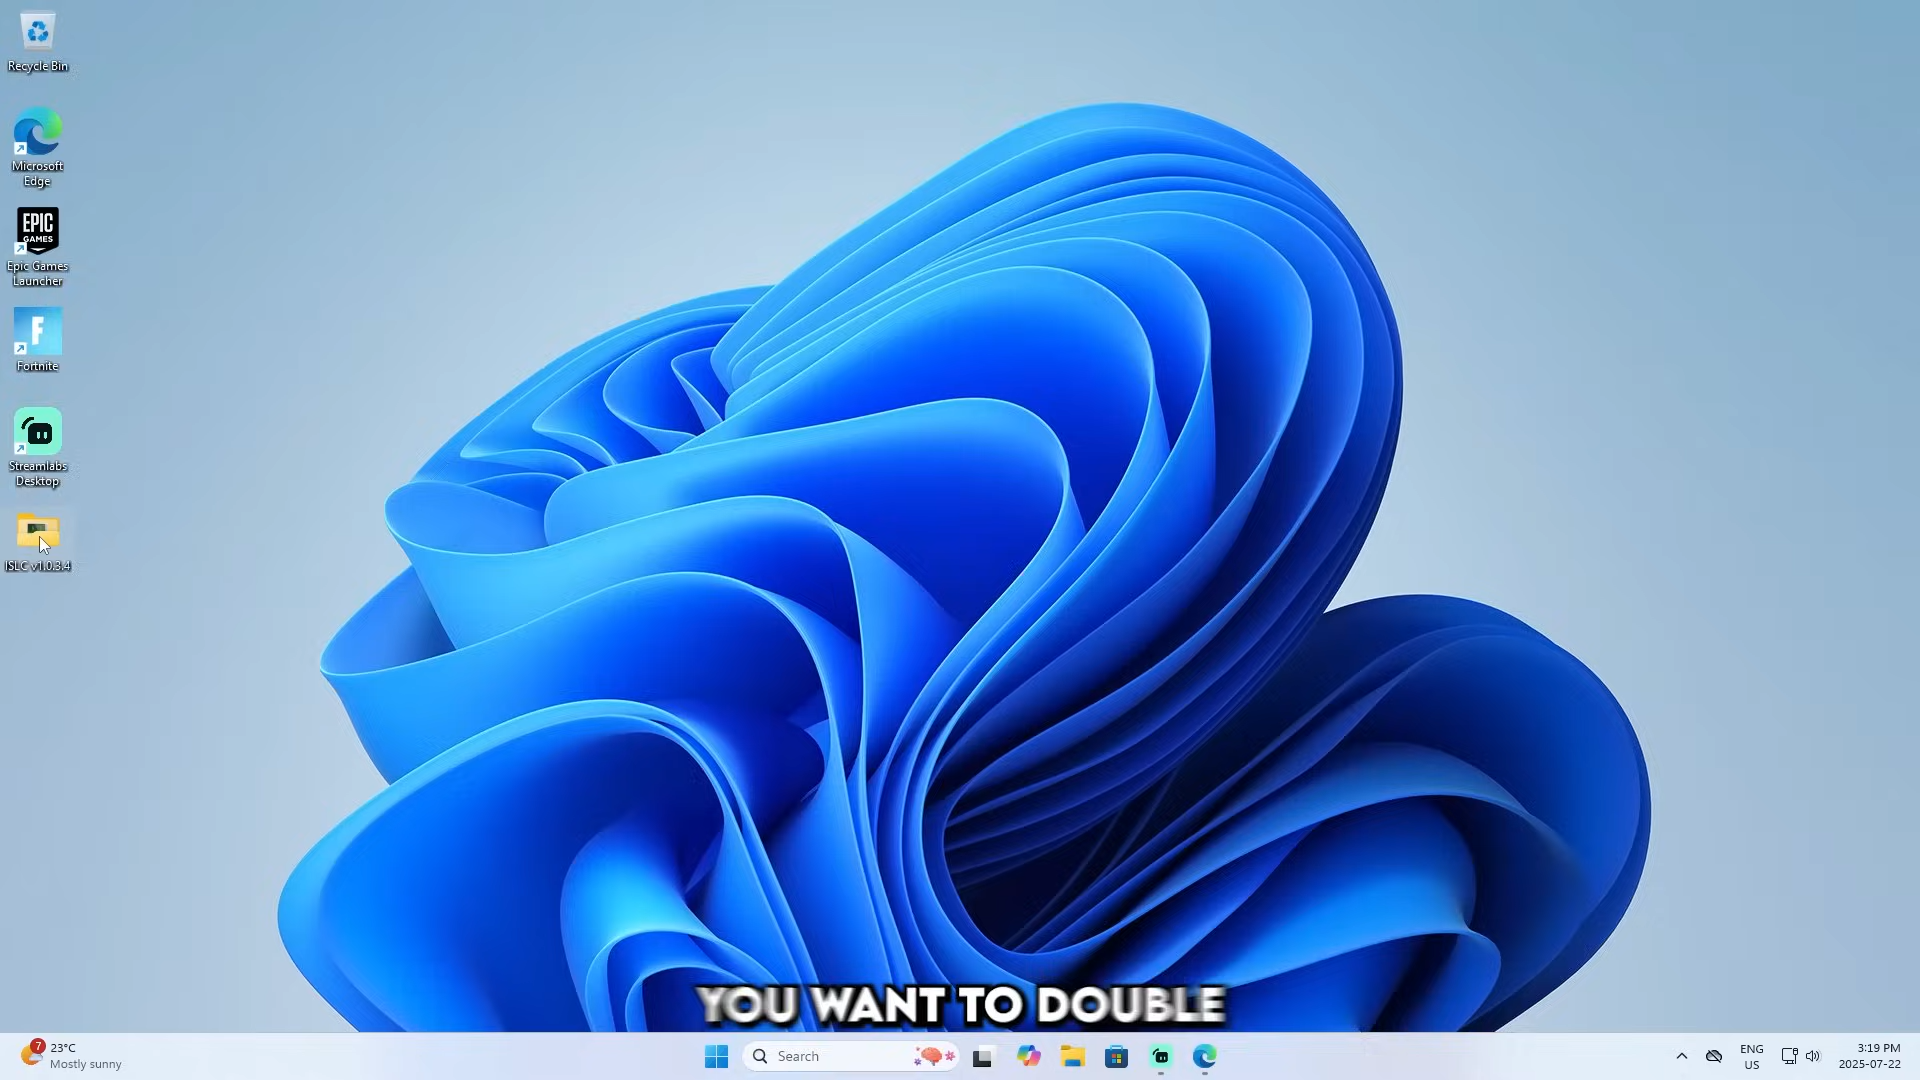 Recycle Bin
Microsoft
Edge
EPIC
GAMES
Epic Games
Launcher
F
Fortnite
Streamlabs
Desktop
ISLC v1.0.3.4
YOU WANT TO DOUBLE
7
23°C
Mostly sunny
Search
ENG
US
3:19 PM
2025-07-22